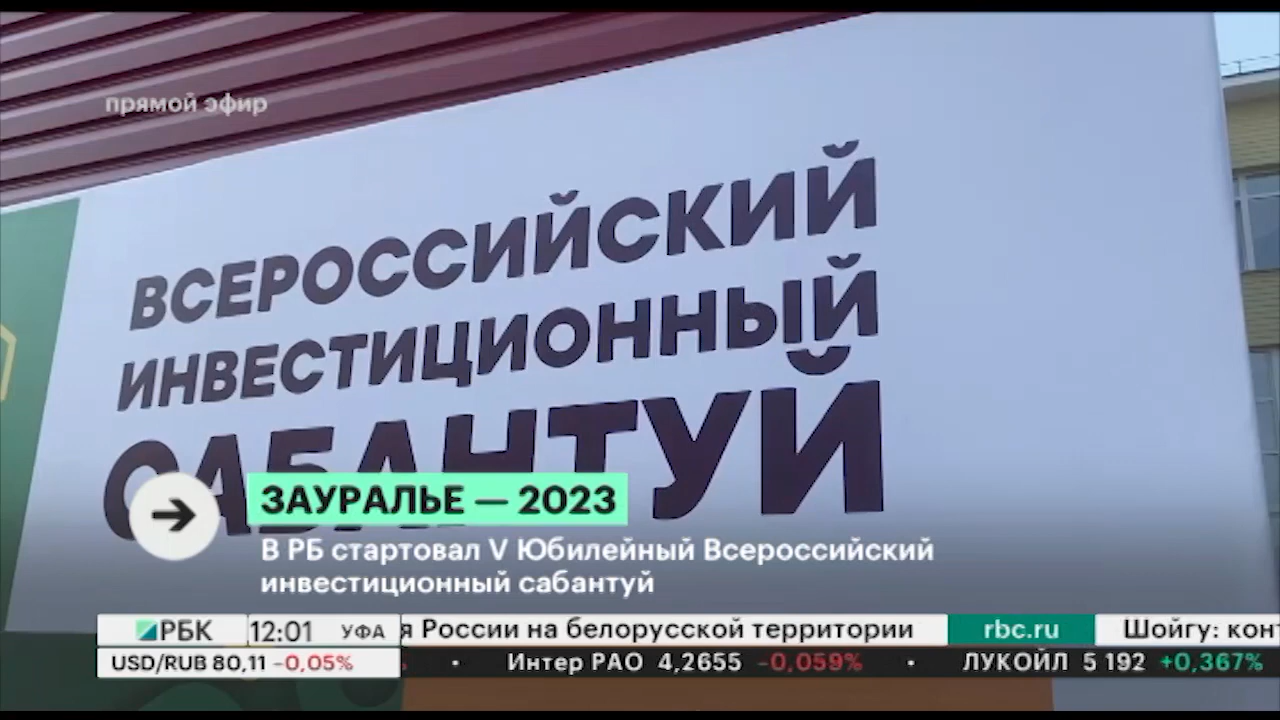 прямой эфир
ВСЕРОССИЙСКИЙ
ИНВЕСТИЦИОННЫЙ
САБАНТУЙ
ЗАУРАЛЬЕ — 2023
В РБ стартовал V Юбилейный Всероссийский
инвестиционный сабантуй
РБК 12:01 УФА я России на белорусской территории rbc.ru Шойгу: конт
USD/RUB 80,11 -0,05% • Интер РАО 4,2655 -0,059% • ЛУКОЙЛ 5 192 +0,367%